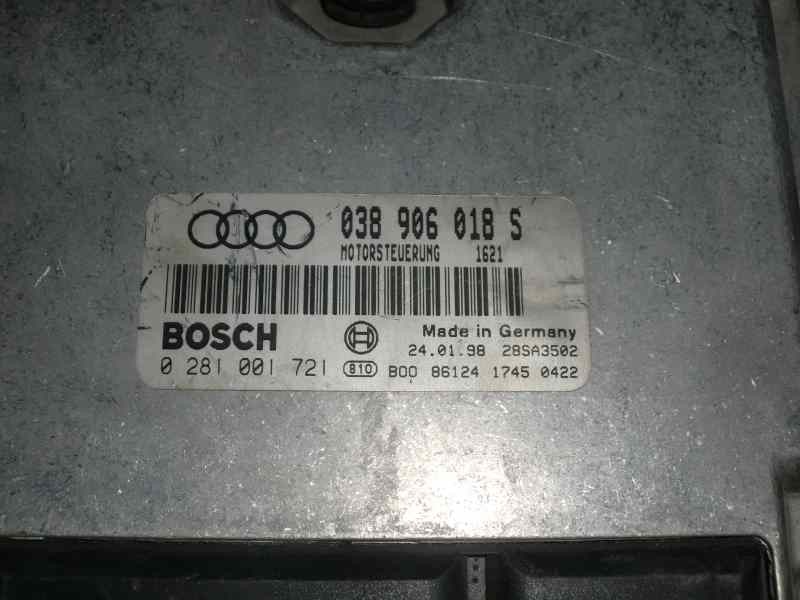 038 906 018 S
MOTORSTEUERUNG 1621
BOSCH
Made in Germany
24.01.98 28SA3502
0 281 001 721 810 B00 86124 1745 0422